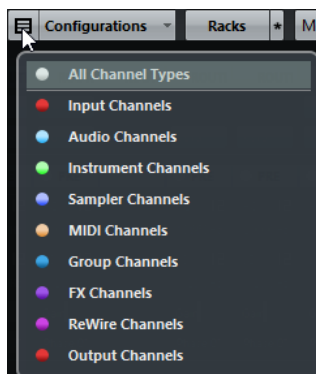 Configurations Racks * M
All Channel Types
Input Channels
Audio Channels
Instrument Channels
Sampler Channels
MIDI Channels
Group Channels
FX Channels
ReWire Channels
Output Channels